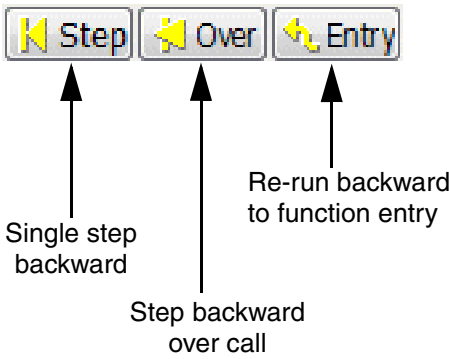 Step Over Entry
Re-run backward
to function entry
Single step
backward
Step backward
over call